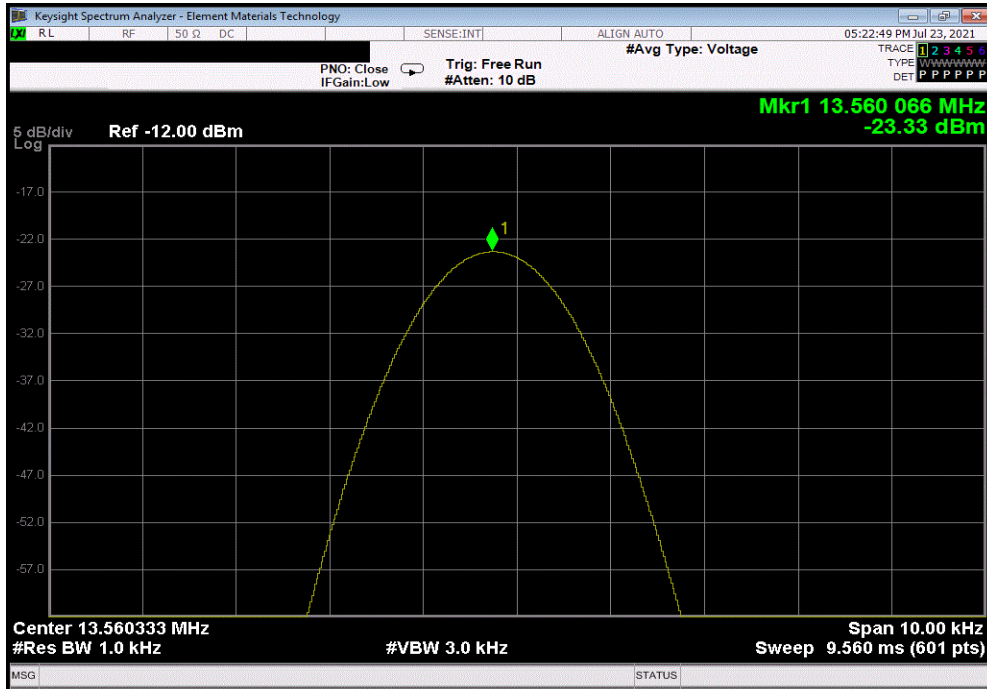 Keysight Spectrum Analyzer - Element Materials Technology
LXI RL RF 50 Ω DC SENSE:INT ALIGN AUTO 05:22:49 PM Jul 23, 2021
#Avg Type: Voltage TRACE 1 2 3 4 5 6
PNO: Close Trig: Free Run TYPE WWWWWW
IFGain:Low #Atten: 10 dB DET P P P P P P
Mkr1 13.560 066 MHz
5 dB/div Ref -12.00 dBm -23.33 dBm
Log
-17.0
1
-22.0
-27.0
-32.0
-37.0
-42.0
-47.0
-52.0
-57.0
Center 13.560333 MHz Span 10.00 kHz
#Res BW 1.0 kHz #VBW 3.0 kHz Sweep 9.560 ms (601 pts)
MSG STATUS